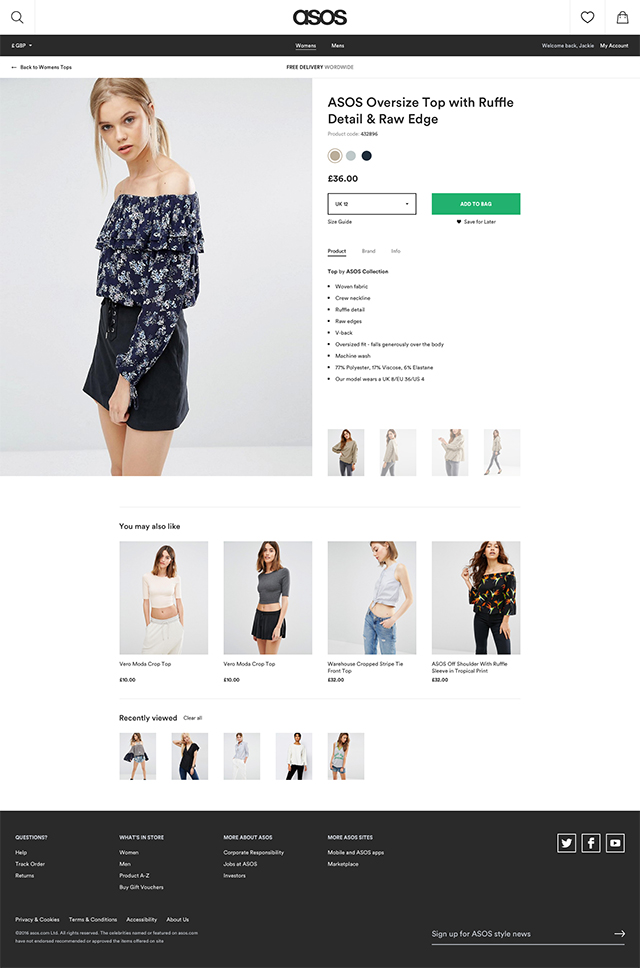 asos
£ GBP
Womens Mens
Welcome back, Jackie My Account
← Back to Womens Tops
FREE DELIVERY WORDWIDE
ASOS Oversize Top with Ruffle
Detail & Raw Edge
Product code: 432896
£36.00
UK 12
ADD TO BAG
Size Guide
Save for Later
Product Brand Info
Top by ASOS Collection
Woven fabric
Crew neckline
Ruffle detail
Raw edges
V-back
Oversized fit - falls generously over the body
Machine wash
77% Polyester, 17% Viscose, 6% Elastane
Our model wears a UK 8/EU 36/US 4
You may also like
Vero Moda Crop Top
£10.00
Vero Moda Crop Top
£10.00
Warehouse Cropped Stripe Tie
Front Top
£32.00
ASOS Off Shoulder With Ruffle
Sleeve in Tropical Print
£32.00
Recently viewed Clear all
QUESTIONS?
Help
Track Order
Returns
WHAT'S IN STORE
Women
Men
Product A-Z
Buy Gift Vouchers
MORE ABOUT ASOS
Corporate Responsibility
Jobs at ASOS
Investors
MORE ASOS SITES
Mobile and ASOS apps
Marketplace
Privacy & Cookies Terms & Conditions Accessibility About Us
©2016 asos.com Ltd. All rights reserved. The celebrities named or featured on asos.com
have not endorsed recommended or approved the items offered on site
Sign up for ASOS style news →